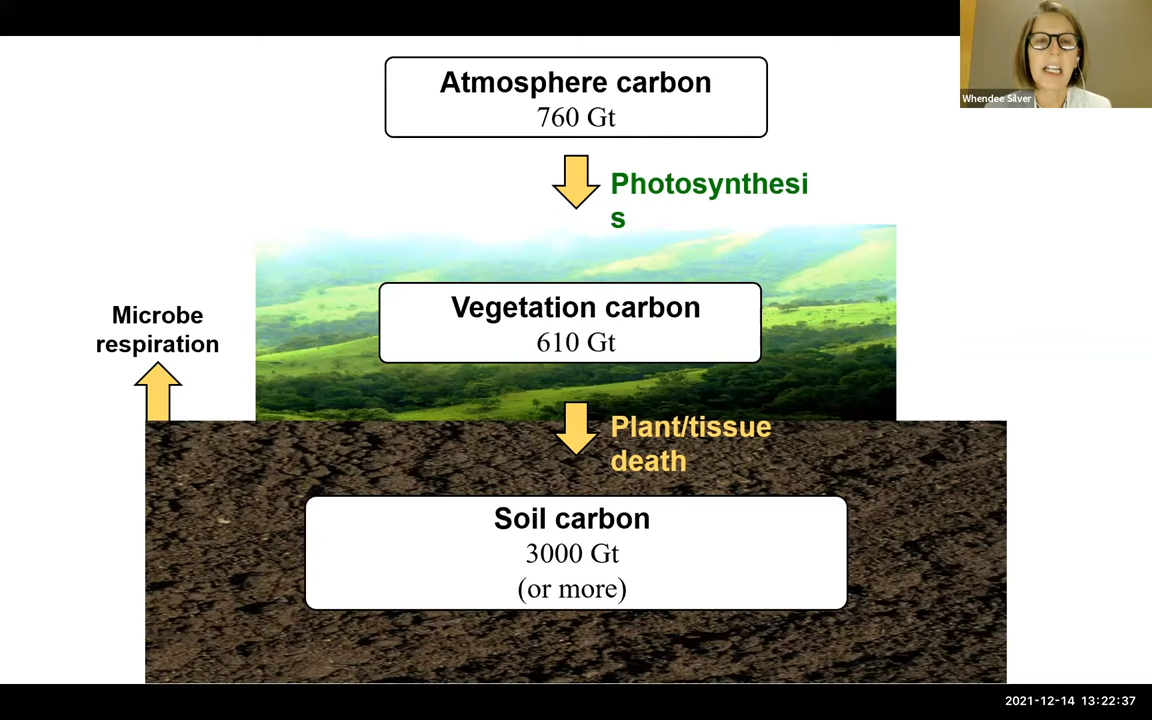 Atmosphere carbon
760 Gt
Whendee Silver
Photosynthesi
s
Vegetation carbon
610 Gt
Microbe
respiration
Plant/tissue
death
Soil carbon
3000 Gt
(or more)
2021-12-14 13:22:37